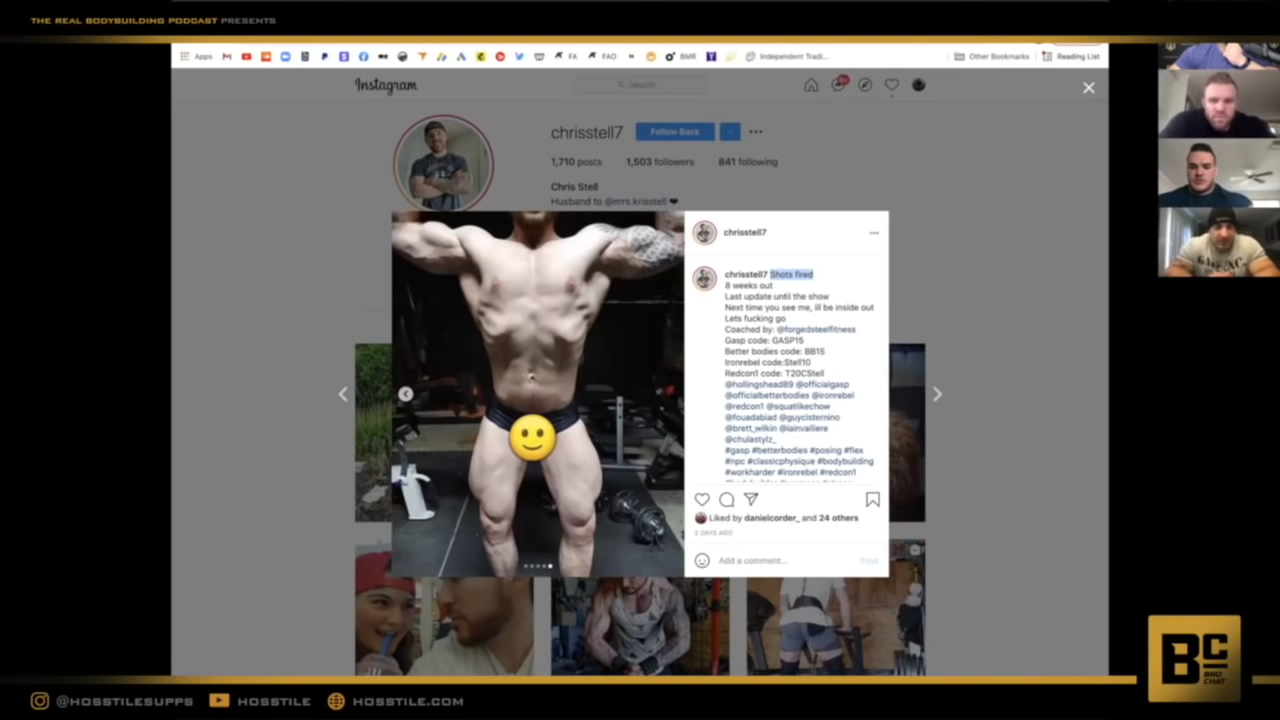 THE REAL BODYBUILDING PODCAST PRESENTS
Apps
FA
FAO
BMR
Independent Tradi...
Other Bookmarks
Reading List
Instagram
Search
chrisstell7
Follow Back
1,710 posts 1,503 followers 841 following
Chris Stell
Husband to @mrs.krisstell ❤
chrisstell7
chrisstell7 Shots fired
8 weeks out
Last update until the show
Next time you see me, ill be inside out
Lets fucking go
Coached by: @forgedsteelfitness
Gasp code: GASP15
Better bodies code: BB15
Ironrebel code:Stell10
Redcon1 code: T20CStell
@hollingshead89 @officialgasp
@officialbetterbodies @ironrebel
@redcon1 @squatlikechow
@fouadabiad @guycisternino
@brett_wilkin @iainvalliere
@chulastylz_
#gasp #betterbodies #posing #flex
#npc #classicphysique #bodybuilding
#workharder #ironrebel #redcon1
Liked by danielcorder_ and 24 others
2 DAYS AGO
Add a comment...
Post
BC
BRO
CHAT
@HOSSTILESUPPS HOSSTILE HOSSTILE.COM